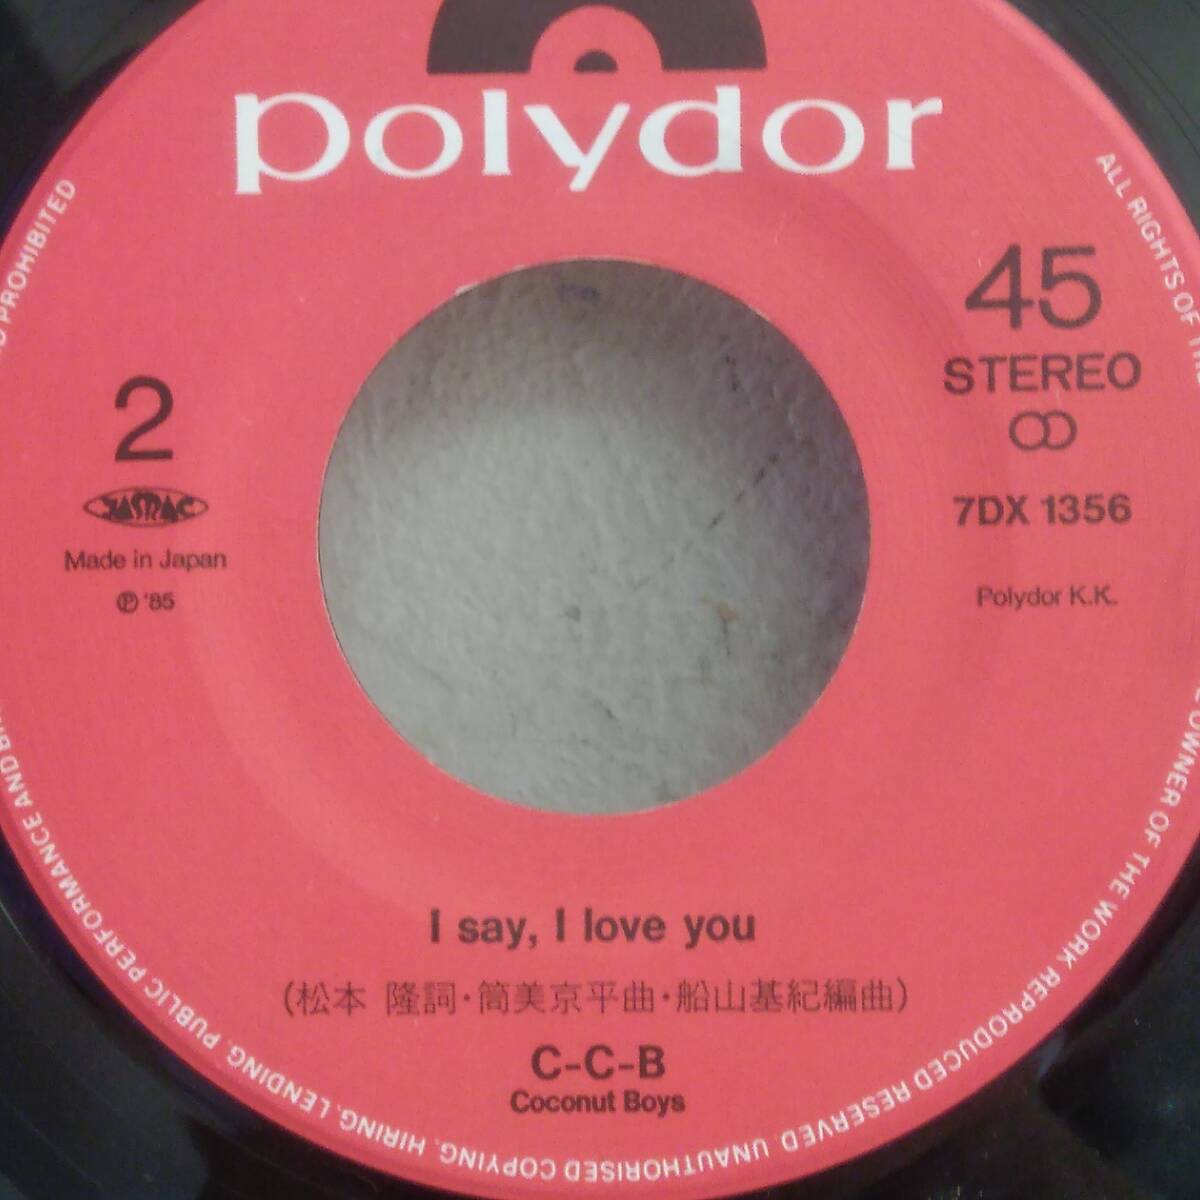 polydor
45
STEREO
2
JASRAC
7DX 1356
Made in Japan
Polydor K.K.
℗ '85
I say, I love you
(松本 隆詞・筒美京平曲・船山基紀編曲)
C-C-B
Coconut Boys
ALL RIGHTS OF THE
OWNER OF THE WORK REPRODUCED RESERVED UNAUTHORISED COPYING, HIRING, LENDING, PUBLIC PERFORMANCE AND
PROHIBITED